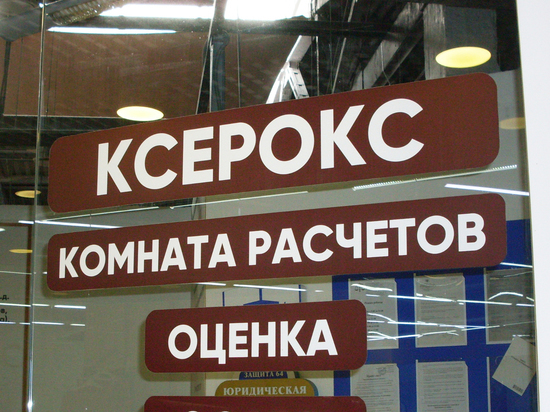 КСЕРОКС
КОМНАТА РАСЧЕТОВ
ОЦЕНКА
ЗАЩИТА 64
ЮРИДИЧЕСКАЯ